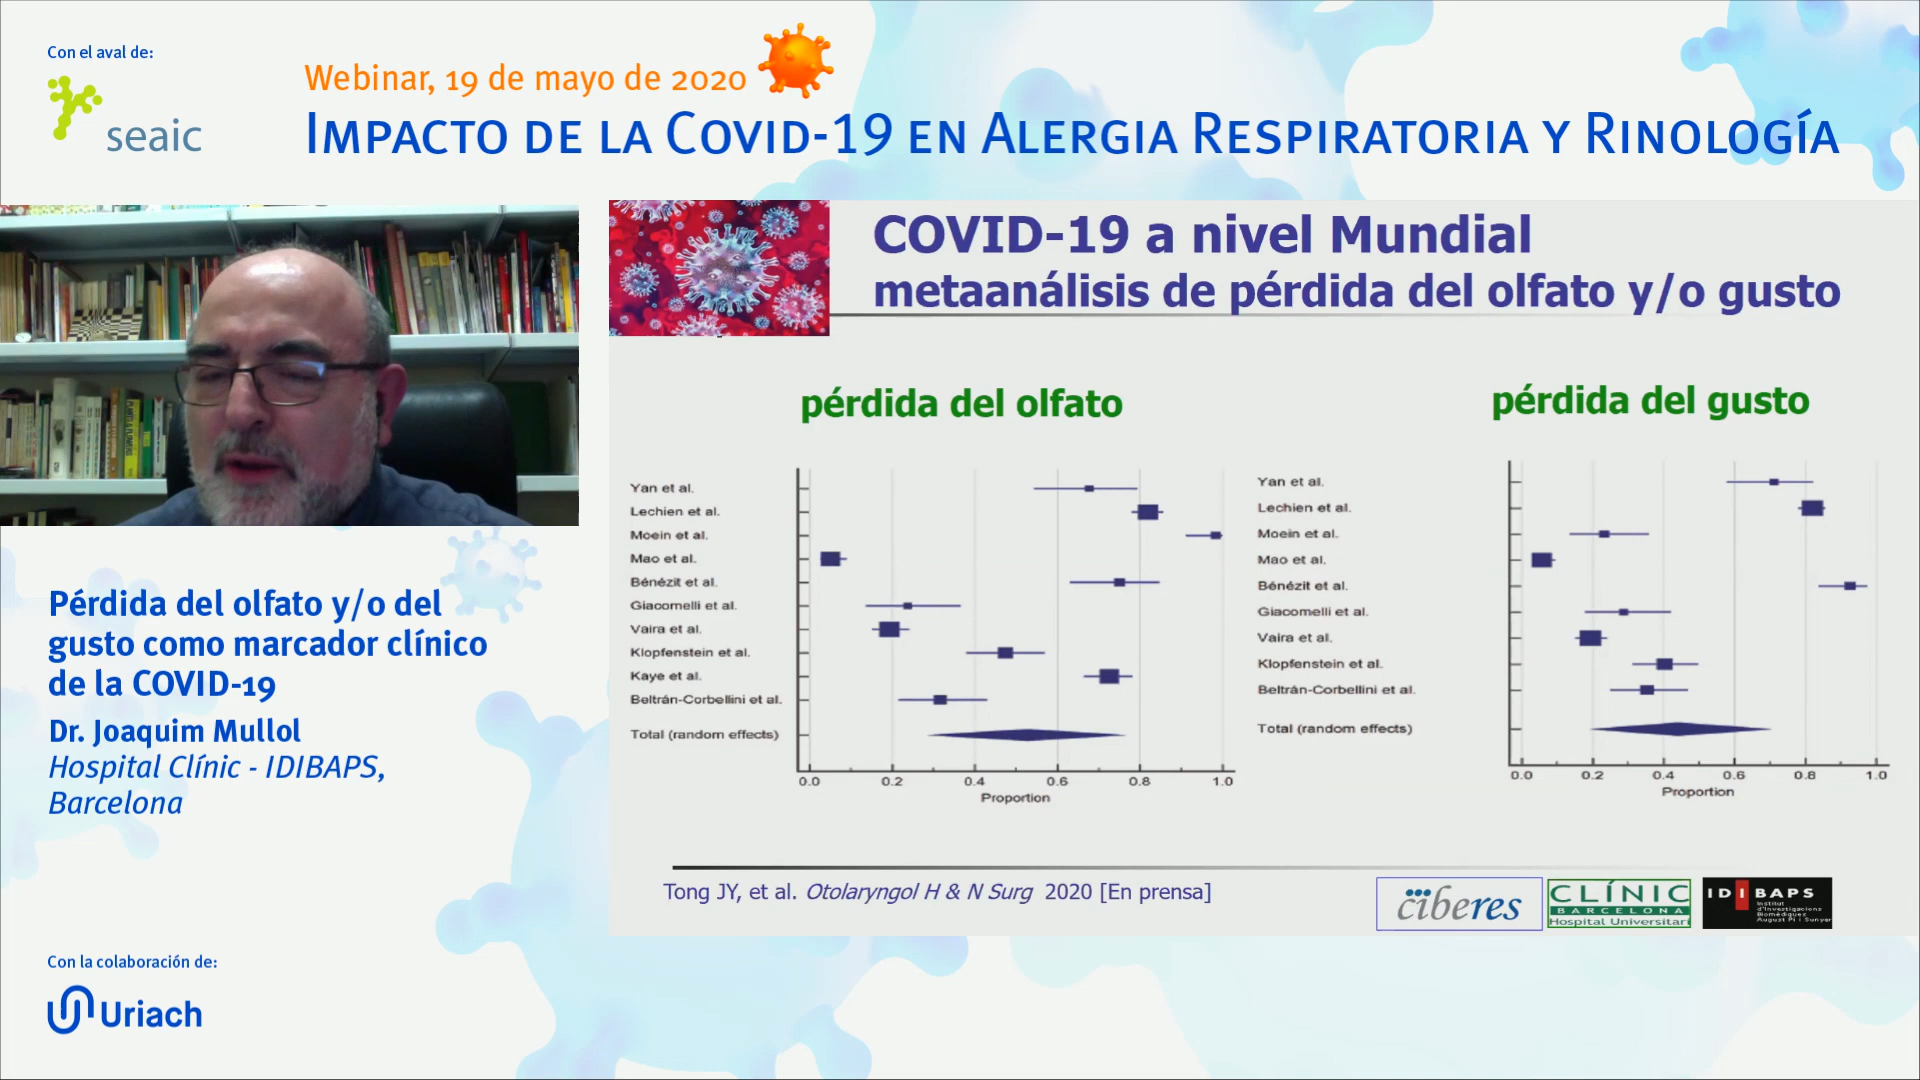 Con el aval de:
seaic
Webinar, 19 de mayo de 2020
Impacto de la Covid-19 en Alergia Respiratoria y Rinología
COVID-19 a nivel Mundial
metaanálisis de pérdida del olfato y/o gusto
pérdida del olfato
Yan et al.
Lechien et al.
Moein et al.
Mao et al.
Bénézit et al.
Giacomelli et al.
Vaira et al.
Klopfenstein et al.
Kaye et al.
Beltrán-Corbellini et al.
Total (random effects)
0.0 0.2 0.4 0.6 0.8 1.0
Proportion
pérdida del gusto
Yan et al.
Lechien et al.
Moein et al.
Mao et al.
Bénézit et al.
Giacomelli et al.
Vaira et al.
Klopfenstein et al.
Beltrán-Corbellini et al.
Total (random effects)
0.0 0.2 0.4 0.6 0.8 1.0
Proportion
Tong JY, et al. Otolaryngol H & N Surg 2020 [En prensa]
ciberes
CLÍNIC
BARCELONA
Hospital Universitari
IDIBAPS
Institut
d'Investigacions
Biomèdiques
August Pi i Sunyer
Pérdida del olfato y/o del
gusto como marcador clínico
de la COVID-19
Dr. Joaquim Mullol
Hospital Clínic - IDIBAPS,
Barcelona
Con la colaboración de:
Uriach